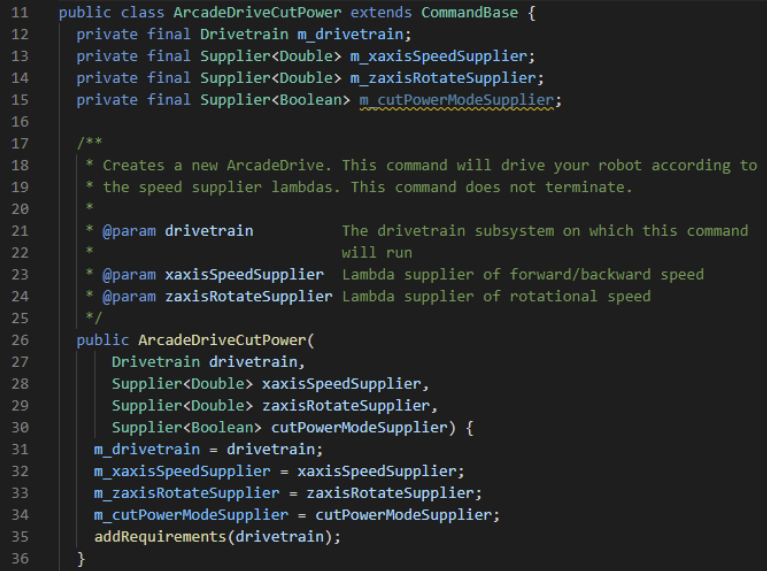 11 public class ArcadeDriveCutPower extends CommandBase {
12   private final Drivetrain m_drivetrain;
13   private final Supplier<Double> m_xaxisSpeedSupplier;
14   private final Supplier<Double> m_zaxisRotateSupplier;
15   private final Supplier<Boolean> m_cutPowerModeSupplier;
16
17   /**
18    * Creates a new ArcadeDrive. This command will drive your robot according to
19    * the speed supplier lambdas. This command does not terminate.
20    *
21    * @param drivetrain          The drivetrain subsystem on which this command
22    *                            will run
23    * @param xaxisSpeedSupplier  Lambda supplier of forward/backward speed
24    * @param zaxisRotateSupplier Lambda supplier of rotational speed
25    */
26   public ArcadeDriveCutPower(
27       Drivetrain drivetrain,
28       Supplier<Double> xaxisSpeedSupplier,
29       Supplier<Double> zaxisRotateSupplier,
30       Supplier<Boolean> cutPowerModeSupplier) {
31     m_drivetrain = drivetrain;
32     m_xaxisSpeedSupplier = xaxisSpeedSupplier;
33     m_zaxisRotateSupplier = zaxisRotateSupplier;
34     m_cutPowerModeSupplier = cutPowerModeSupplier;
35     addRequirements(drivetrain);
36   }